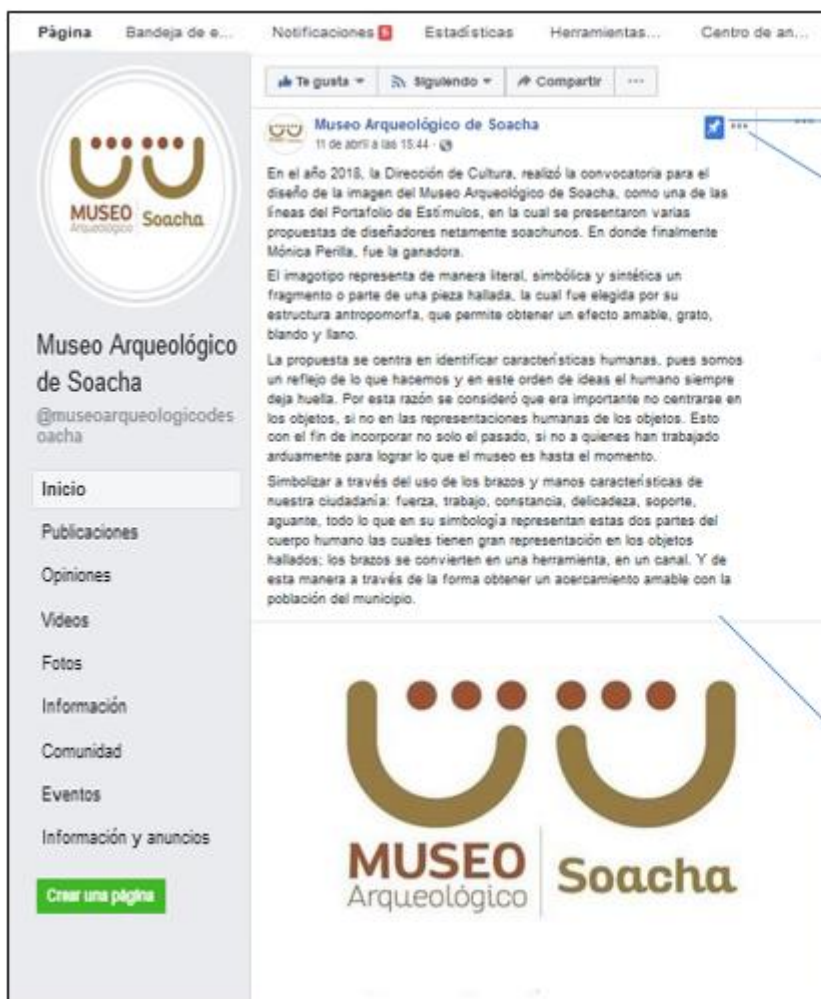 Página Bandeja de e... Notificaciones 5 Estadísticas Herramientas... Centro de an...
Te gusta Siguiendo Compartir ...
MUSEO
Arqueológico
Soacha
Museo Arqueológico
de Soacha
@museoarqueologicodes
oacha
Inicio
Publicaciones
Opiniones
Videos
Fotos
Información
Comunidad
Eventos
Información y anuncios
Crear una página
Museo Arqueológico de Soacha
11 de abril a las 15:44 ·
En el año 2018, la Dirección de Cultura, realizó la convocatoria para el
diseño de la imagen del Museo Arqueológico de Soacha, como una de las
líneas del Portafolio de Estímulos, en la cual se presentaron varias
propuestas de diseñadores netamente soachunos. En donde finalmente
Mónica Perilla, fue la ganadora.
El imagotipo representa de manera literal, simbólica y sintética un
fragmento o parte de una pieza hallada, la cual fue elegida por su
estructura antropomorfa, que permite obtener un efecto amable, grato,
blando y llano.
La propuesta se centra en identificar características humanas, pues somos
un reflejo de lo que hacemos y en este orden de ideas el humano siempre
deja huella. Por esta razón se consideró que era importante no centrarse en
los objetos, si no en las representaciones humanas de los objetos. Esto
con el fin de incorporar no solo el pasado, si no a quienes han trabajado
arduamente para lograr lo que el museo es hasta el momento.
Simbolizar a través del uso de los brazos y manos características de
nuestra ciudadanía: fuerza, trabajo, constancia, delicadeza, soporte,
aguante, todo lo que en su simbología representan estas dos partes del
cuerpo humano las cuales tienen gran representación en los objetos
hallados; los brazos se convierten en una herramienta, en un canal. Y de
esta manera a través de la forma obtener un acercamiento amable con la
población del municipio.
MUSEO
Arqueológico
Soacha